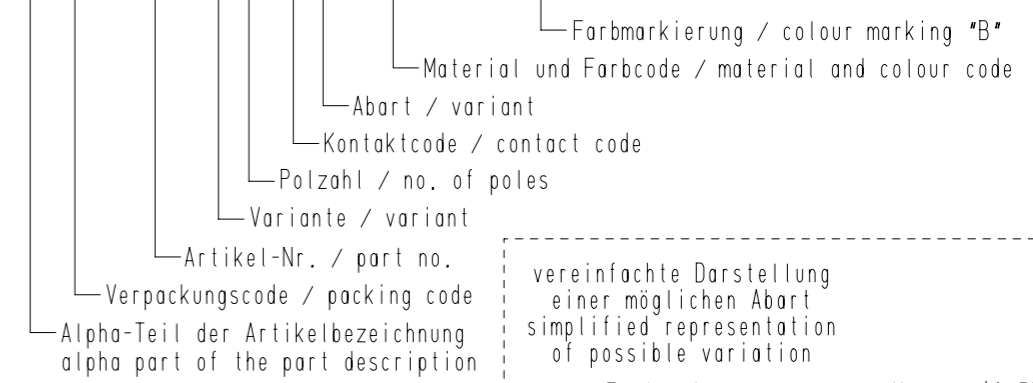 Farbmarkierung / colour marking "B"
Material und Farbcode / material and colour code
Abart / variant
Kontaktcode / contact code
Polzahl / no. of poles
Variante / variant
Artikel-Nr. / part no.
Verpackungscode / packing code
Alpha-Teil der Artikelbezeichnung
alpha part of the part description
vereinfachte Darstellung
einer möglichen Abart
simplified representation
of possible variation